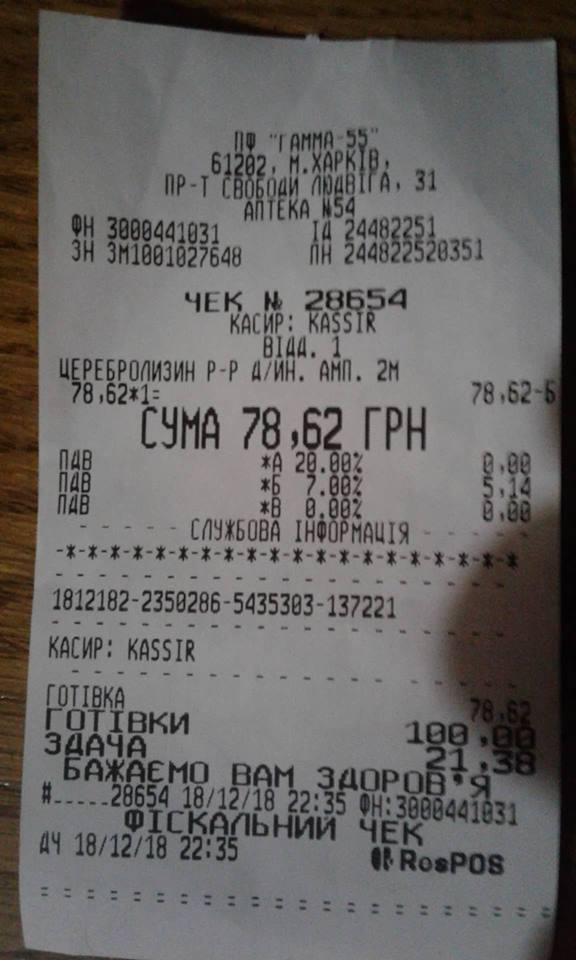 ПФ "ГАММА-55"
61202, М.ХАРКІВ,
ПР-Т СВОБОДИ ЛЮДВІГА, 31
АПТЕКА №54
ФН 3000441031 ІД 24482251
ЗН ЗМ1001027648 ПН 244822520351
ЧЕК № 28654
КАСИР: KASSIR
ВІДД. 1
ЦЕРЕБРОЛИЗИН Р-Р Д/ИН. АМП. 2М
78,62*1= 78,62-Б
СУМА 78,62 ГРН
ПДВ *А 20.00% 0,00
ПДВ *Б 7.00% 5,14
ПДВ *В 0.00% 0,00
- - - - - СЛУЖБОВА ІНФОРМАЦІЯ - - - - -
-*-*-*-*-*-*-*-*-*-*-*-*-*-*-*-*-*-*
1812182-2350286-5435303-137221
КАСИР: KASSIR
ГОТІВКА 78,62
ГОТІВКИ 100,00
ЗДАЧА 21,38
БАЖАЄМО ВАМ ЗДОРОВ'Я
#.....28654 18/12/18 22:35 ФН:3000441031
ФІСКАЛЬНИЙ ЧЕК
ДЧ 18/12/18 22:35 RosPOS